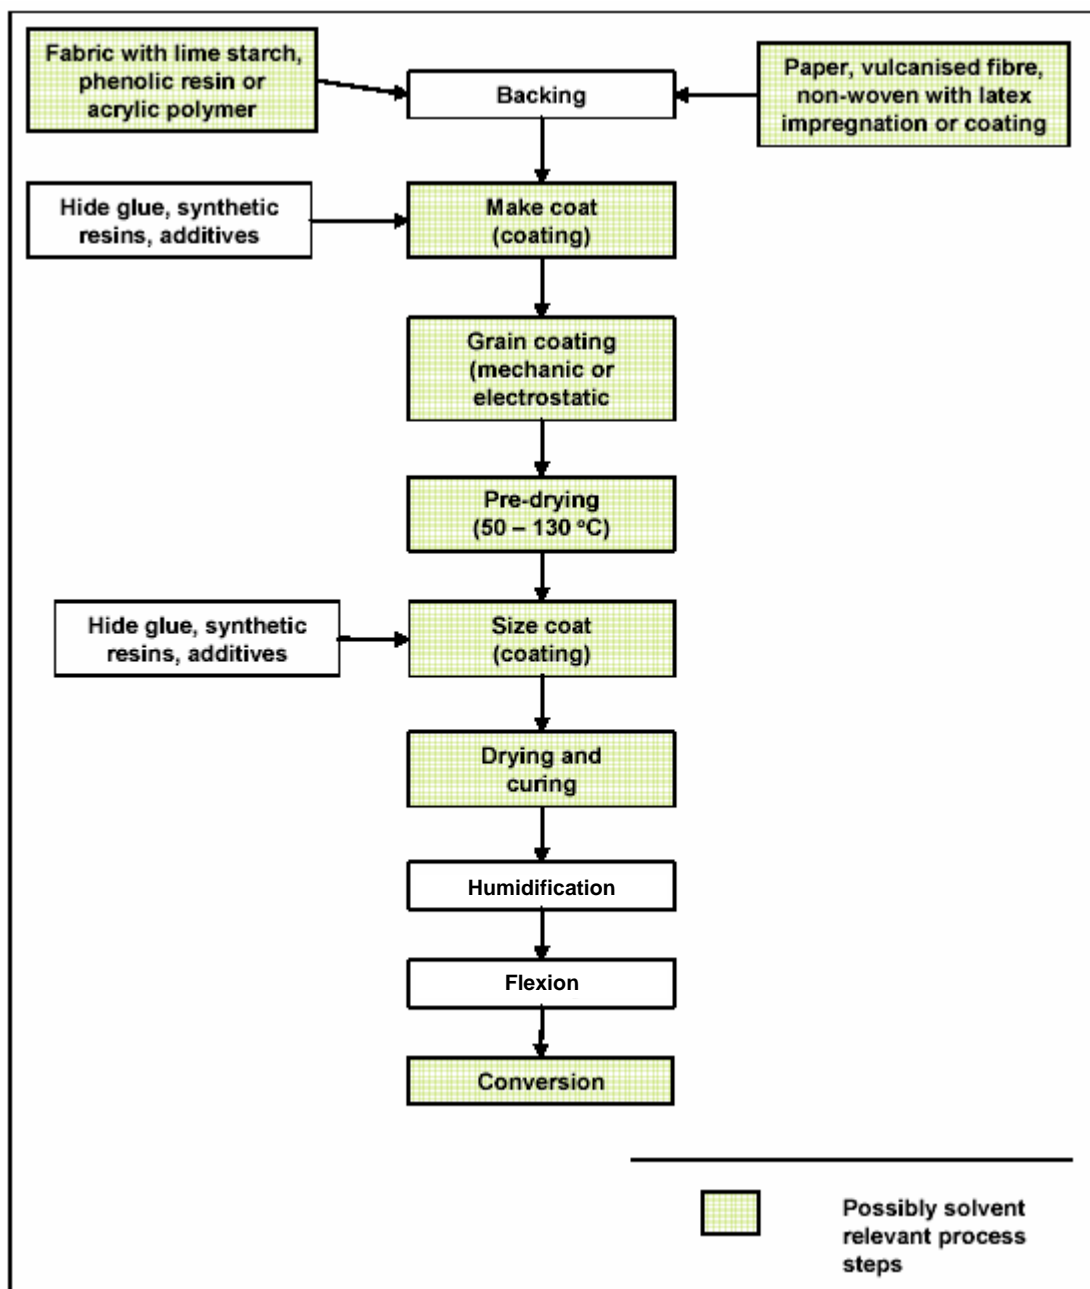 Fabric with lime starch,
phenolic resin or
acrylic polymer
Backing
Paper, vulcanised fibre,
non-woven with latex
impregnation or coating
Hide glue, synthetic
resins, additives
Make coat
(coating)
Grain coating
(mechanic or
electrostatic
Pre-drying
(50 – 130 ºC)
Hide glue, synthetic
resins, additives
Size coat
(coating)
Drying and
curing
Humidification
Flexion
Conversion
Possibly solvent
relevant process
steps